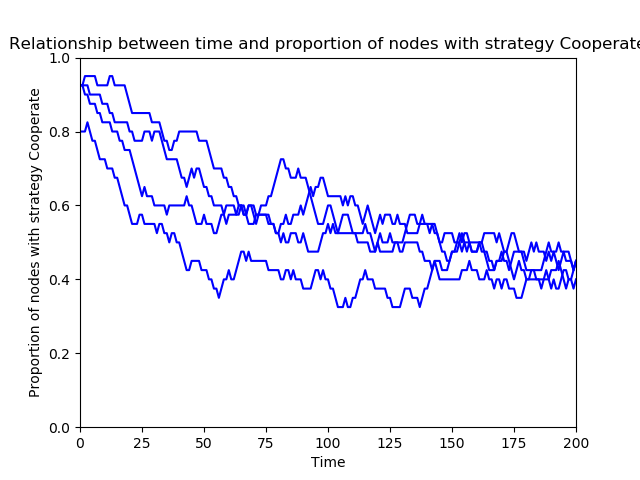 Relationship between time and proportion of nodes with strategy Cooperate
1.0
0.8
0.6
0.4
0.2
0.0
Proportion of nodes with strategy Cooperate
0 25 50 75 100 125 150 175 200
Time